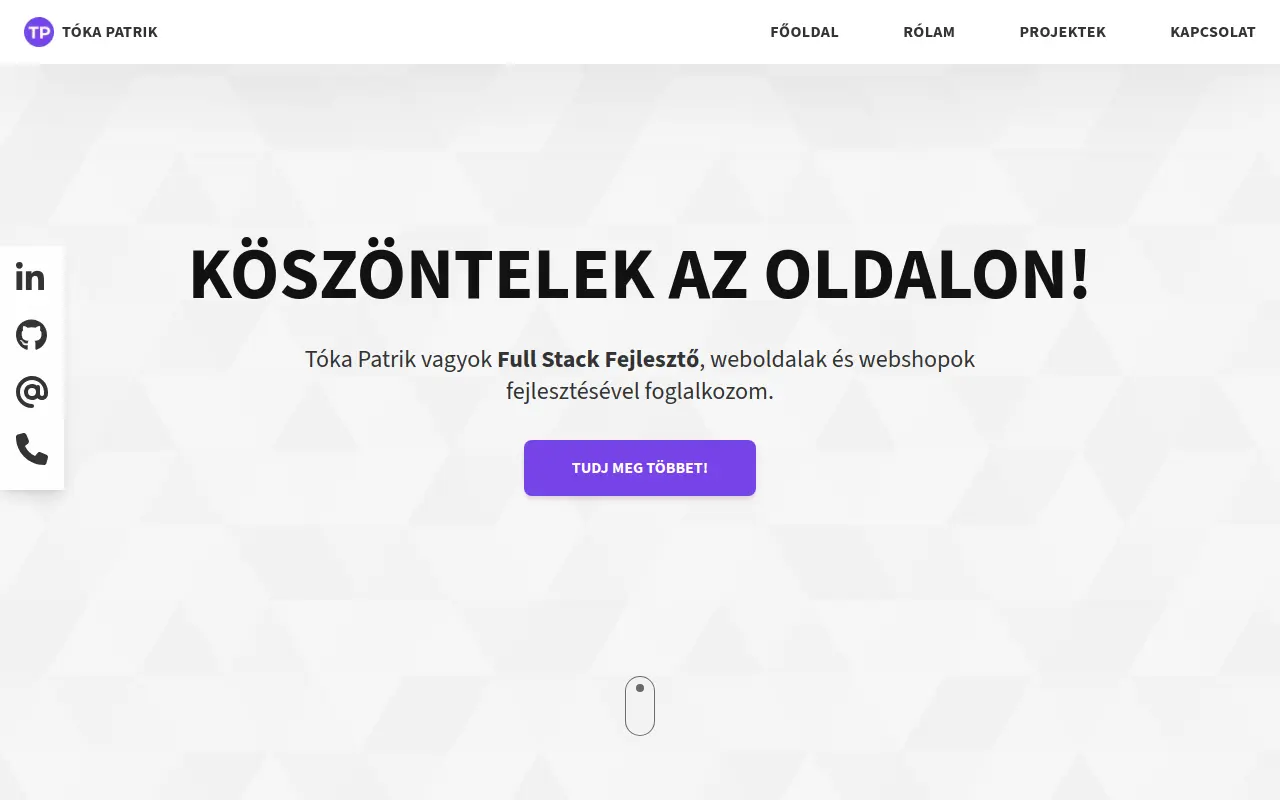 TP TÓKA PATRIK
FŐOLDAL
RÓLAM
PROJEKTEK
KAPCSOLAT
in
KÖSZÖNTELEK AZ OLDALON!
Tóka Patrik vagyok Full Stack Fejlesztő, weboldalak és webshopok
fejlesztésével foglalkozom.
TUDJ MEG TÖBBET!